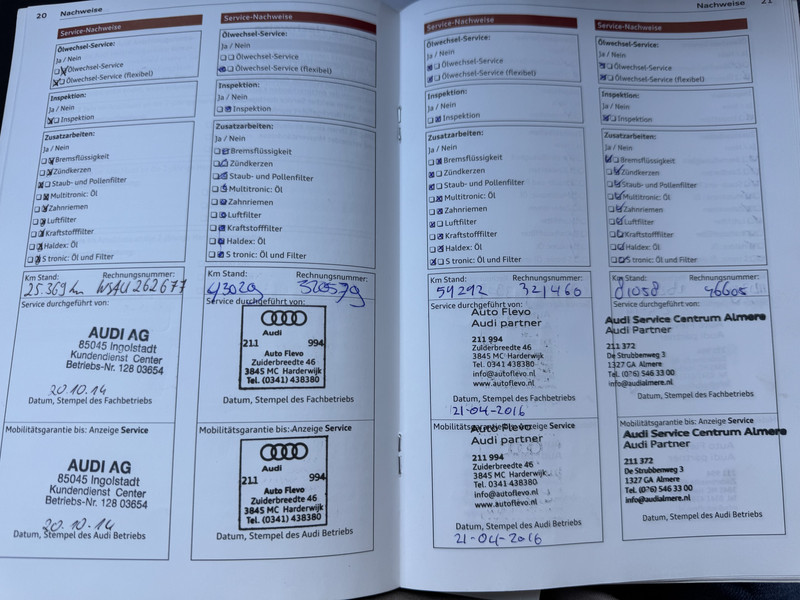 20 Nachweise
Service-Nachweise
Ölwechsel-Service:
Ja / Nein
Ölwechsel-Service
Ölwechsel-Service (flexibel)
Inspektion:
Ja / Nein
Inspektion
Zusatzarbeiten:
Ja / Nein
Bremsflüssigkeit
Zündkerzen
Staub- und Pollenfilter
Multitronic: Öl
Zahnriemen
Luftfilter
Kraftstofffilter
Haldex: Öl
S tronic: Öl und Filter
Km Stand: Rechnungsnummer:
25.369 km WSAU 262677
Service durchgeführt von:
AUDI AG
85045 Ingolstadt
Kundendienst Center
Betriebs-Nr. 128 03654
20.10.14
Datum, Stempel des Fachbetriebs
Mobilitätsgarantie bis: Anzeige Service
AUDI AG
85045 Ingolstadt
Kundendienst Center
Betriebs-Nr. 128 03654
20.10.14
Datum, Stempel des Audi Betriebs
Service-Nachweise
Ölwechsel-Service:
Ja / Nein
Ölwechsel-Service
Ölwechsel-Service (flexibel)
Inspektion:
Ja / Nein
Inspektion
Zusatzarbeiten:
Ja / Nein
Bremsflüssigkeit
Zündkerzen
Staub- und Pollenfilter
Multitronic: Öl
Zahnriemen
Luftfilter
Kraftstofffilter
Haldex: Öl
S tronic: Öl und Filter
Km Stand: Rechnungsnummer:
43029
Service durchgeführt von:
Audi
211 994
Auto Flevo
Zuiderbreedte 46
3845 MC Harderwijk
Tel. (0341) 438380
Datum, Stempel des Fachbetriebs
Mobilitätsgarantie bis: Anzeige Service
Audi
211 994
Auto Flevo
Zuiderbreedte 46
3845 MC Harderwijk
Tel. (0341) 438380
Datum, Stempel des Audi Betriebs
Service-Nachweise
Ölwechsel-Service:
Ja / Nein
Ölwechsel-Service
Ölwechsel-Service (flexibel)
Inspektion:
Ja / Nein
Inspektion
Zusatzarbeiten:
Ja / Nein
Bremsflüssigkeit
Zündkerzen
Staub- und Pollenfilter
Multitronic: Öl
Zahnriemen
Luftfilter
Kraftstofffilter
Haldex: Öl
S tronic: Öl und Filter
Km Stand: Rechnungsnummer:
59292 321460
Service durchgeführt von:
Auto Flevo
Audi partner
211 994
Zuiderbreedte 46
3845 MC Harderwijk
Tel. 0341 438380
info@autoflevo.nl
www.autoflevo.nl
Datum, Stempel des Fachbetriebs
21-04-2016
Mobilitätsgarantie bis: Anzeige Service
Auto Flevo
Audi partner
211 994
Zuiderbreedte 46
3845 MC Harderwijk
Tel. 0341 438380
info@autoflevo.nl
www.autoflevo.nl
Datum, Stempel des Audi Betriebs
21-04-2016
Nachweise 21
Service-Nachweise
Ölwechsel-Service:
Ja / Nein
Ölwechsel-Service
Ölwechsel-Service (flexibel)
Inspektion:
Ja / Nein
Inspektion
Zusatzarbeiten:
Ja / Nein
Bremsflüssigkeit
Zündkerzen
Staub- und Pollenfilter
Multitronic: Öl
Zahnriemen
Luftfilter
Kraftstofffilter
Haldex: Öl
S tronic: Öl und Filter
Km Stand: Rechnungsnummer:
81058 46605
Service durchgeführt von:
Audi Service Centrum Almere
Audi Partner
211 372
De Strubbenweg 3
1327 GA Almere
Tel. (036) 546 33 00
info@audialmere.nl
Datum, Stempel des Fachbetriebs
Mobilitätsgarantie bis: Anzeige Service
Audi Service Centrum Almere
Audi Partner
211 372
De Strubbenweg 3
1327 GA Almere
Tel. (036) 546 33 00
info@audialmere.nl
Datum, Stempel des Audi Betriebs